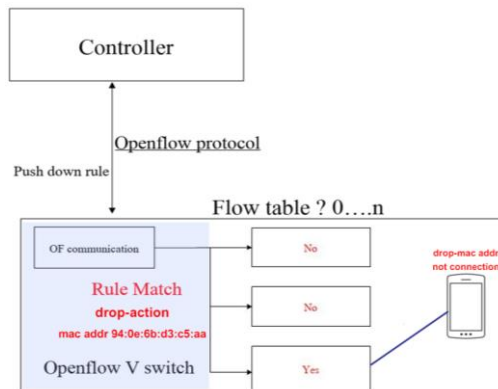 Controller
Openflow protocol
Push down rule
Flow table ? 0....n
OF communication
No
drop-mac addr
not connection
Rule Match
drop-action
mac addr 94:0e:6b:d3:c5:aa
No
Openflow V switch
Yes